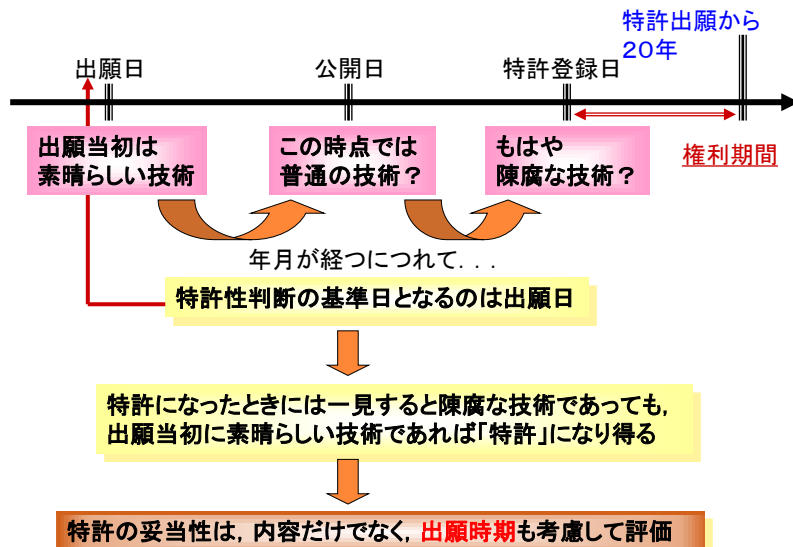 特許出願から
20年
出願日
公開日
特許登録日
出願当初は
素晴らしい技術
この時点では
普通の技術？
もはや
陳腐な技術？
権利期間
年月が経つにつれて．．．
特許性判断の基準日となるのは出願日
特許になったときには一見すると陳腐な技術であっても，
出願当初に素晴らしい技術であれば「特許」になり得る
特許の妥当性は，内容だけでなく，出願時期も考慮して評価